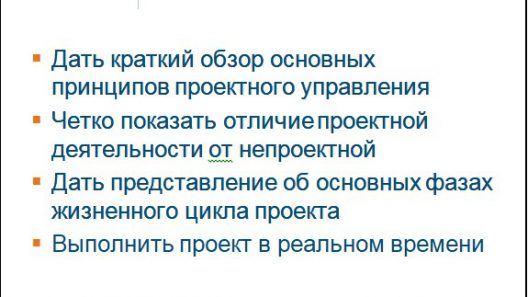 ▪ Дать краткий обзор основных
принципов проектного управления
▪ Четко показать отличие проектной
деятельности от непроектной
▪ Дать представление об основных фазах
жизненного цикла проекта
▪ Выполнить проект в реальном времени